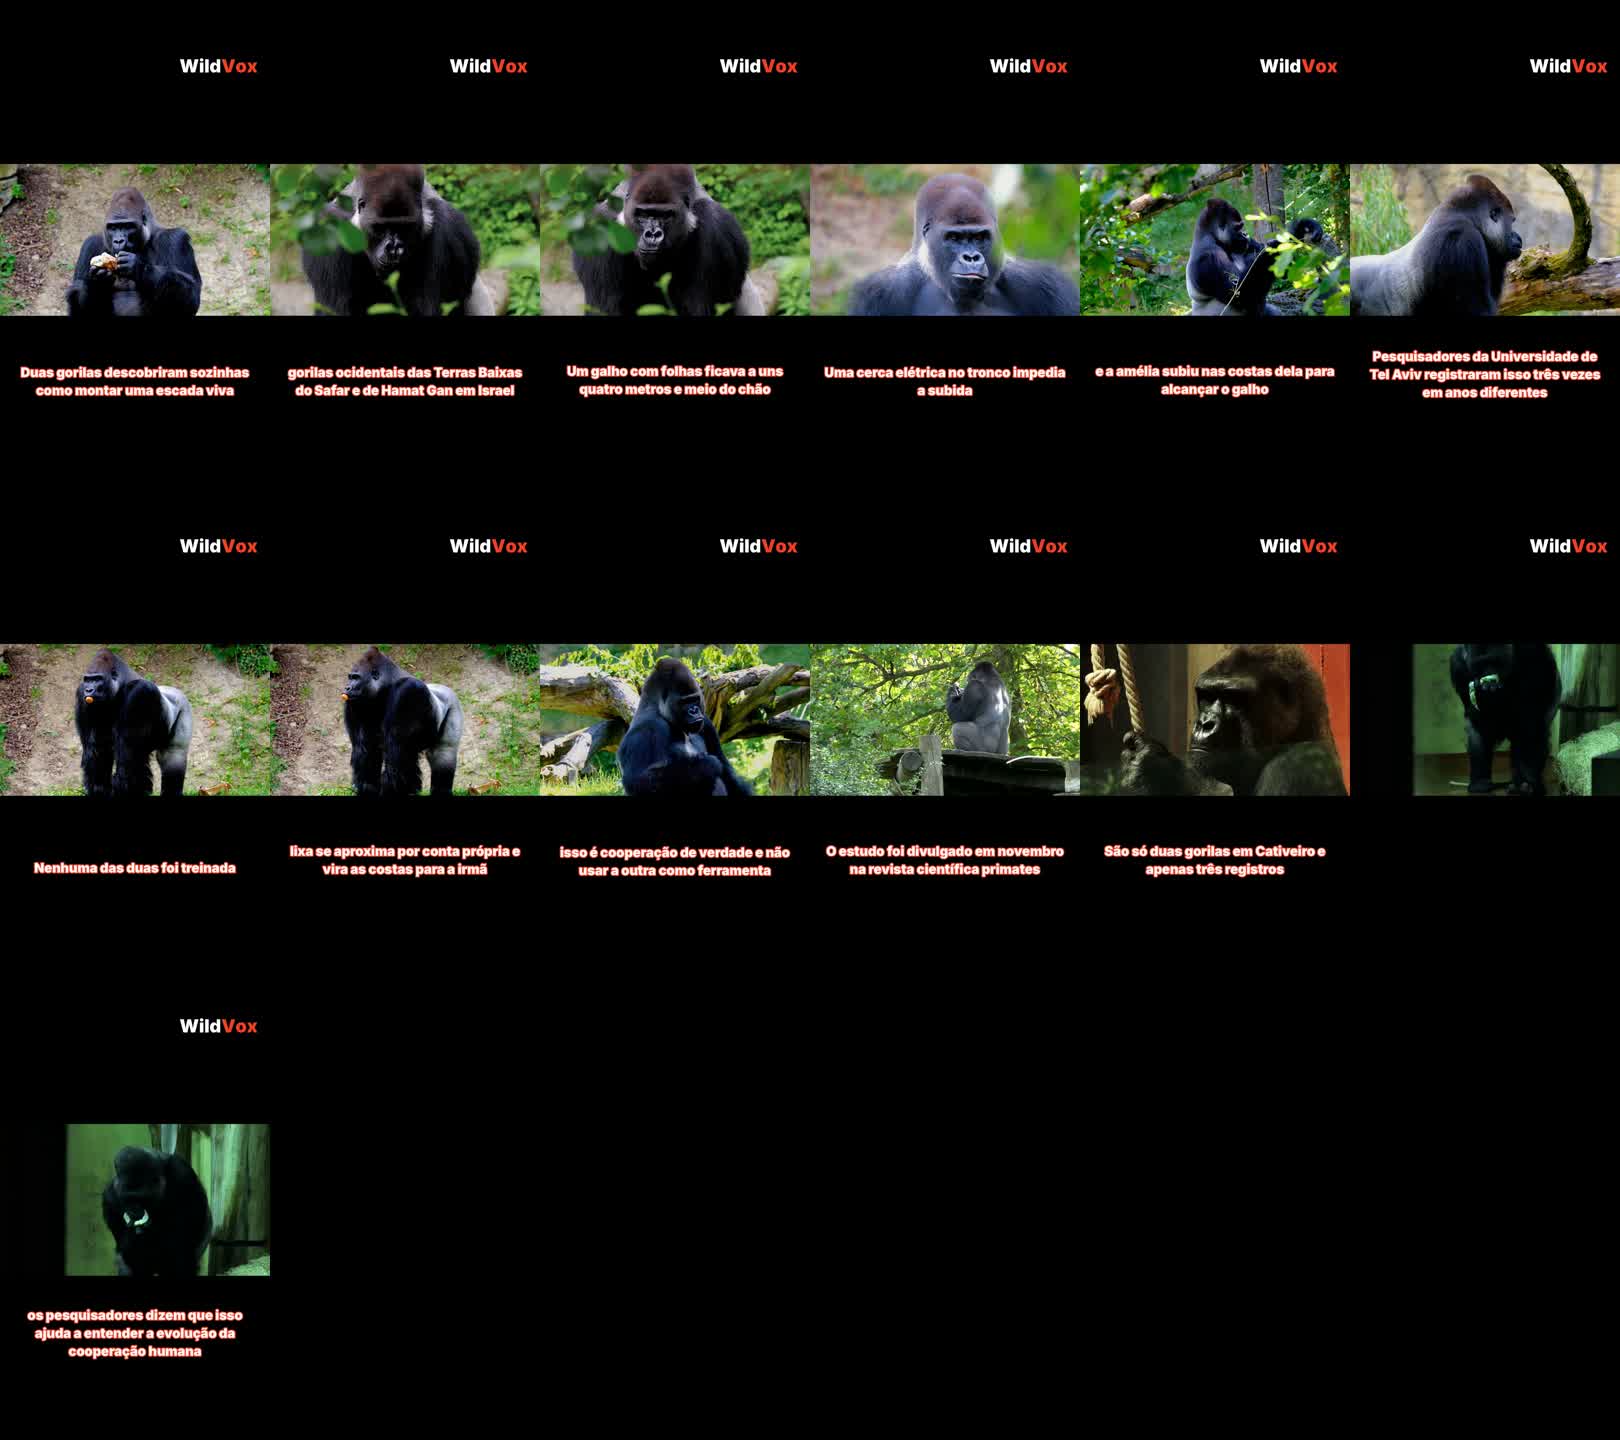 WildVox
WildVox
WildVox
WildVox
WildVox
WildVox
Duas gorilas descobriram sozinhas
como montar uma escada viva
gorilas ocidentais das Terras Baixas
do Safar e de Hamat Gan em Israel
Um galho com folhas ficava a uns
quatro metros e meio do chão
Uma cerca elétrica no tronco impedia
a subida
e a amélia subiu nas costas dela para
alcançar o galho
Pesquisadores da Universidade de
Tel Aviv registraram isso três vezes
em anos diferentes
WildVox
WildVox
WildVox
WildVox
WildVox
WildVox
Nenhuma das duas foi treinada
lixa se aproxima por conta própria e
vira as costas para a irmã
isso é cooperação de verdade e não
usar a outra como ferramenta
O estudo foi divulgado em novembro
na revista científica primates
São só duas gorilas em Cativeiro e
apenas três registros
WildVox
os pesquisadores dizem que isso
ajuda a entender a evolução da
cooperação humana